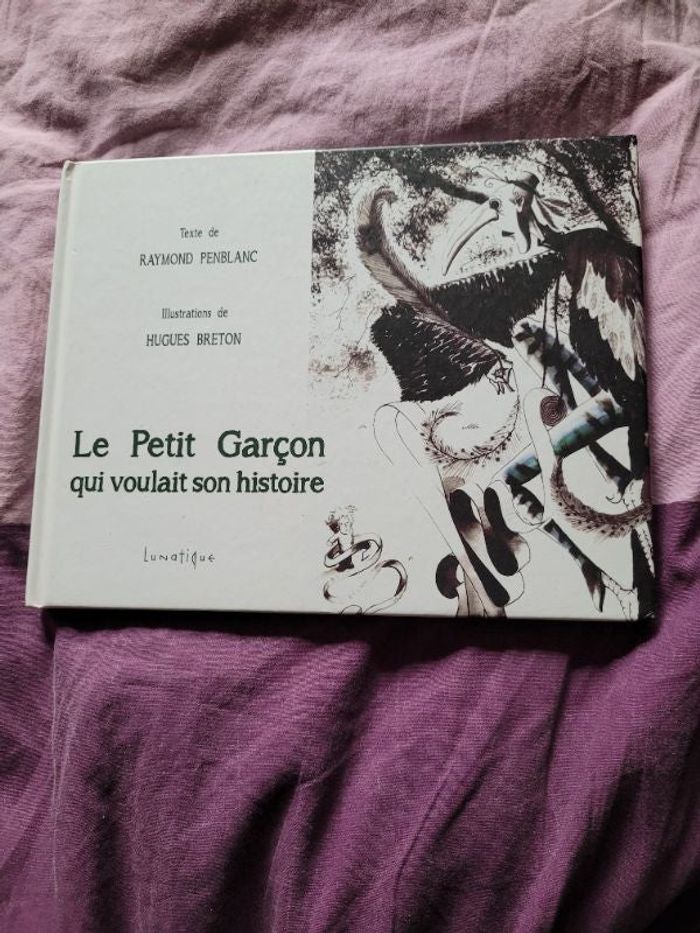 Texte de
RAYMOND PENBLANC
Illustrations de
HUGUES BRETON
Le Petit Garçon
qui voulait son histoire
Lunatique